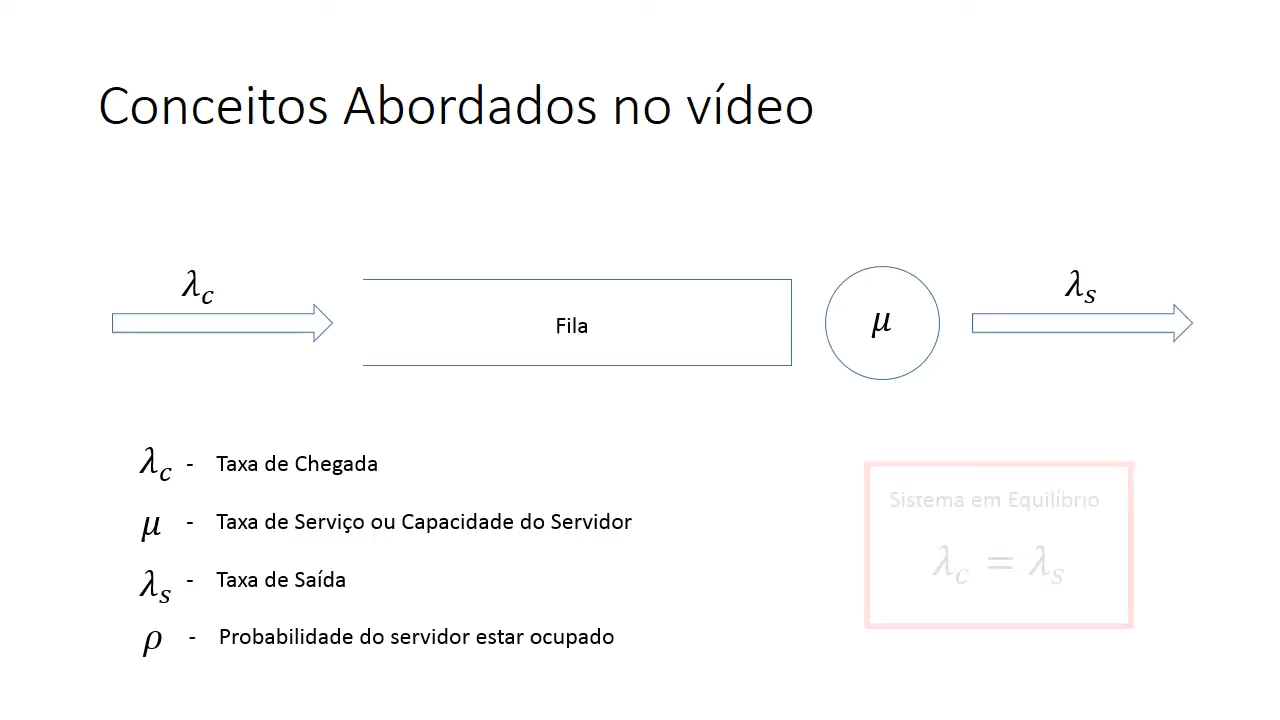 Conceitos Abordados no vídeo
λc
λs
Fila
μ
λc - Taxa de Chegada
μ - Taxa de Serviço ou Capacidade do Servidor
λs - Taxa de Saída
ρ - Probabilidade do servidor estar ocupado
Sistema em Equilíbrio
λc = λs